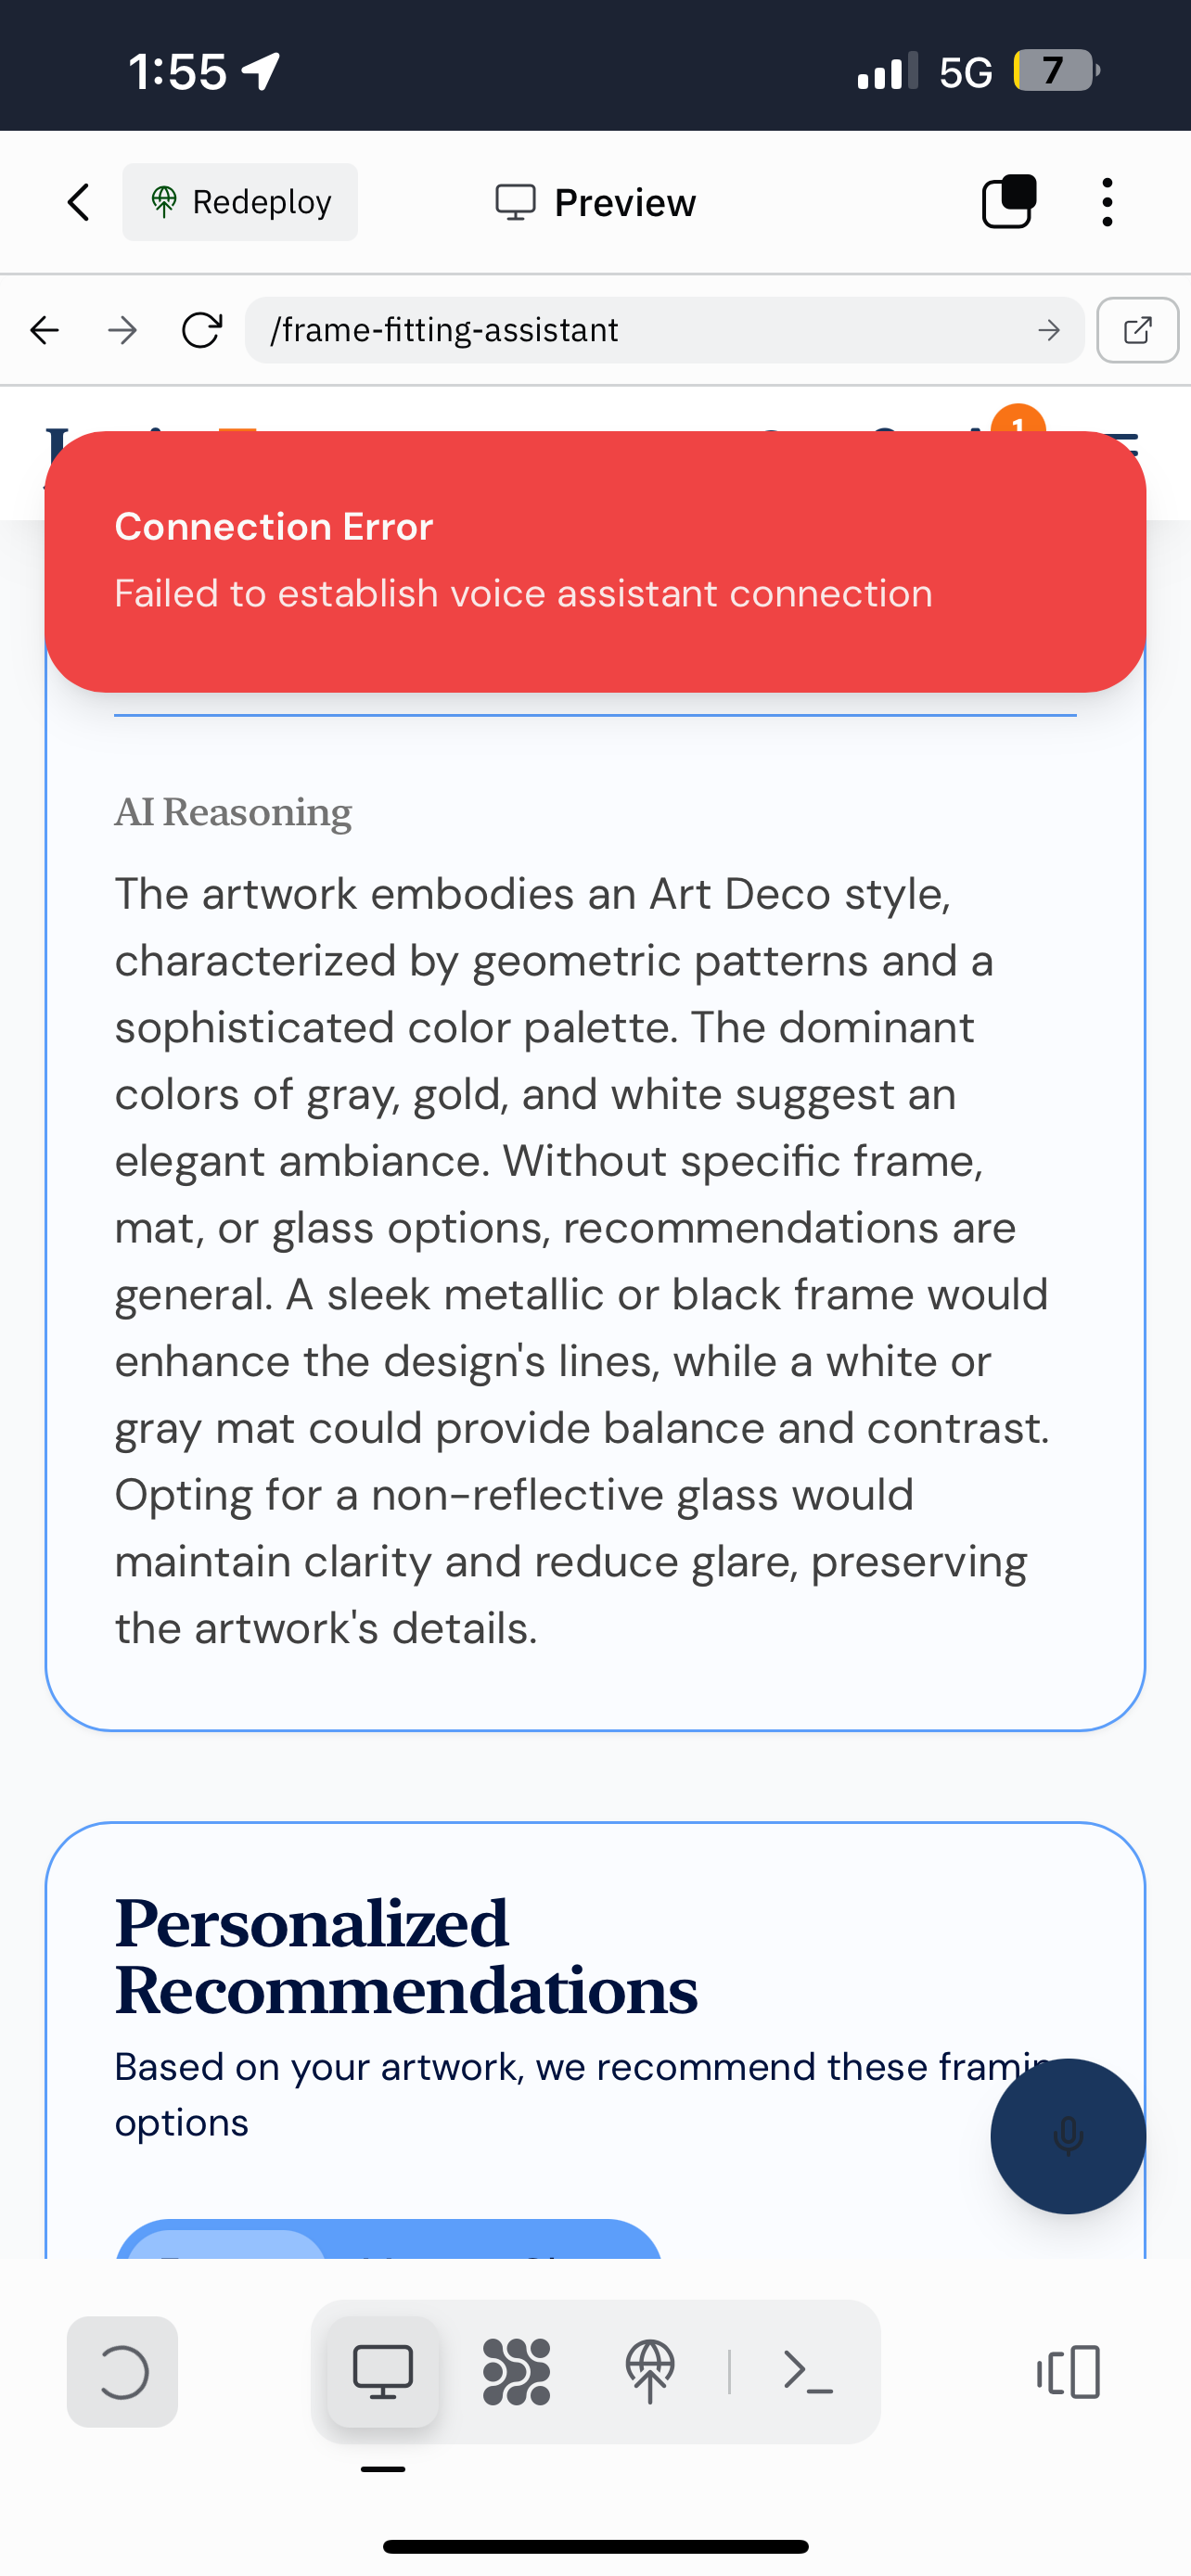 1:55
5G
7
Redeploy
Preview
/frame-fitting-assistant
1
Connection Error
Failed to establish voice assistant connection
AI Reasoning
The artwork embodies an Art Deco style,
characterized by geometric patterns and a
sophisticated color palette. The dominant
colors of gray, gold, and white suggest an
elegant ambiance. Without specific frame,
mat, or glass options, recommendations are
general. A sleek metallic or black frame would
enhance the design's lines, while a white or
gray mat could provide balance and contrast.
Opting for a non-reflective glass would
maintain clarity and reduce glare, preserving
the artwork's details.
Personalized
Recommendations
Based on your artwork, we recommend these
options